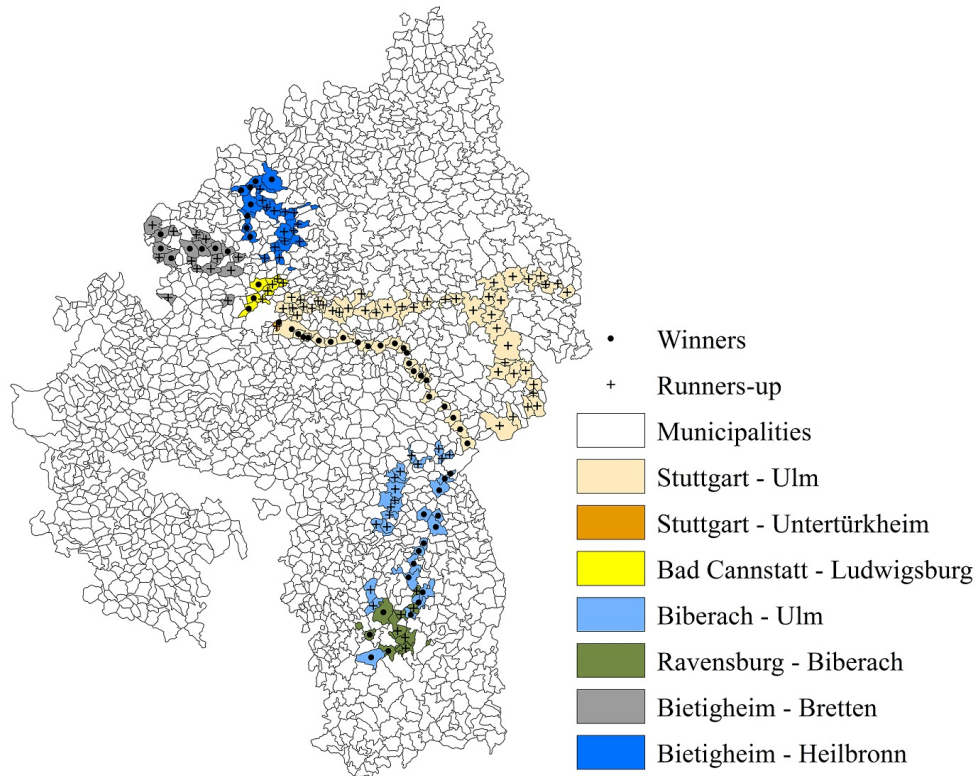 Winners
Runners-up
Municipalities
Stuttgart - Ulm
Stuttgart - Untertürkheim
Bad Cannstatt - Ludwigsburg
Biberach - Ulm
Ravensburg - Biberach
Bietigheim - Bretten
Bietigheim - Heilbronn